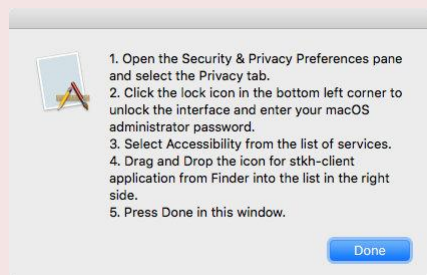 1. Open the Security & Privacy Preferences pane
and select the Privacy tab.
2. Click the lock icon in the bottom left corner to
unlock the interface and enter your macOS
administrator password.
3. Select Accessibility from the list of services.
4. Drag and Drop the icon for stkh-client
application from Finder into the list in the right
side.
5. Press Done in this window.
Done